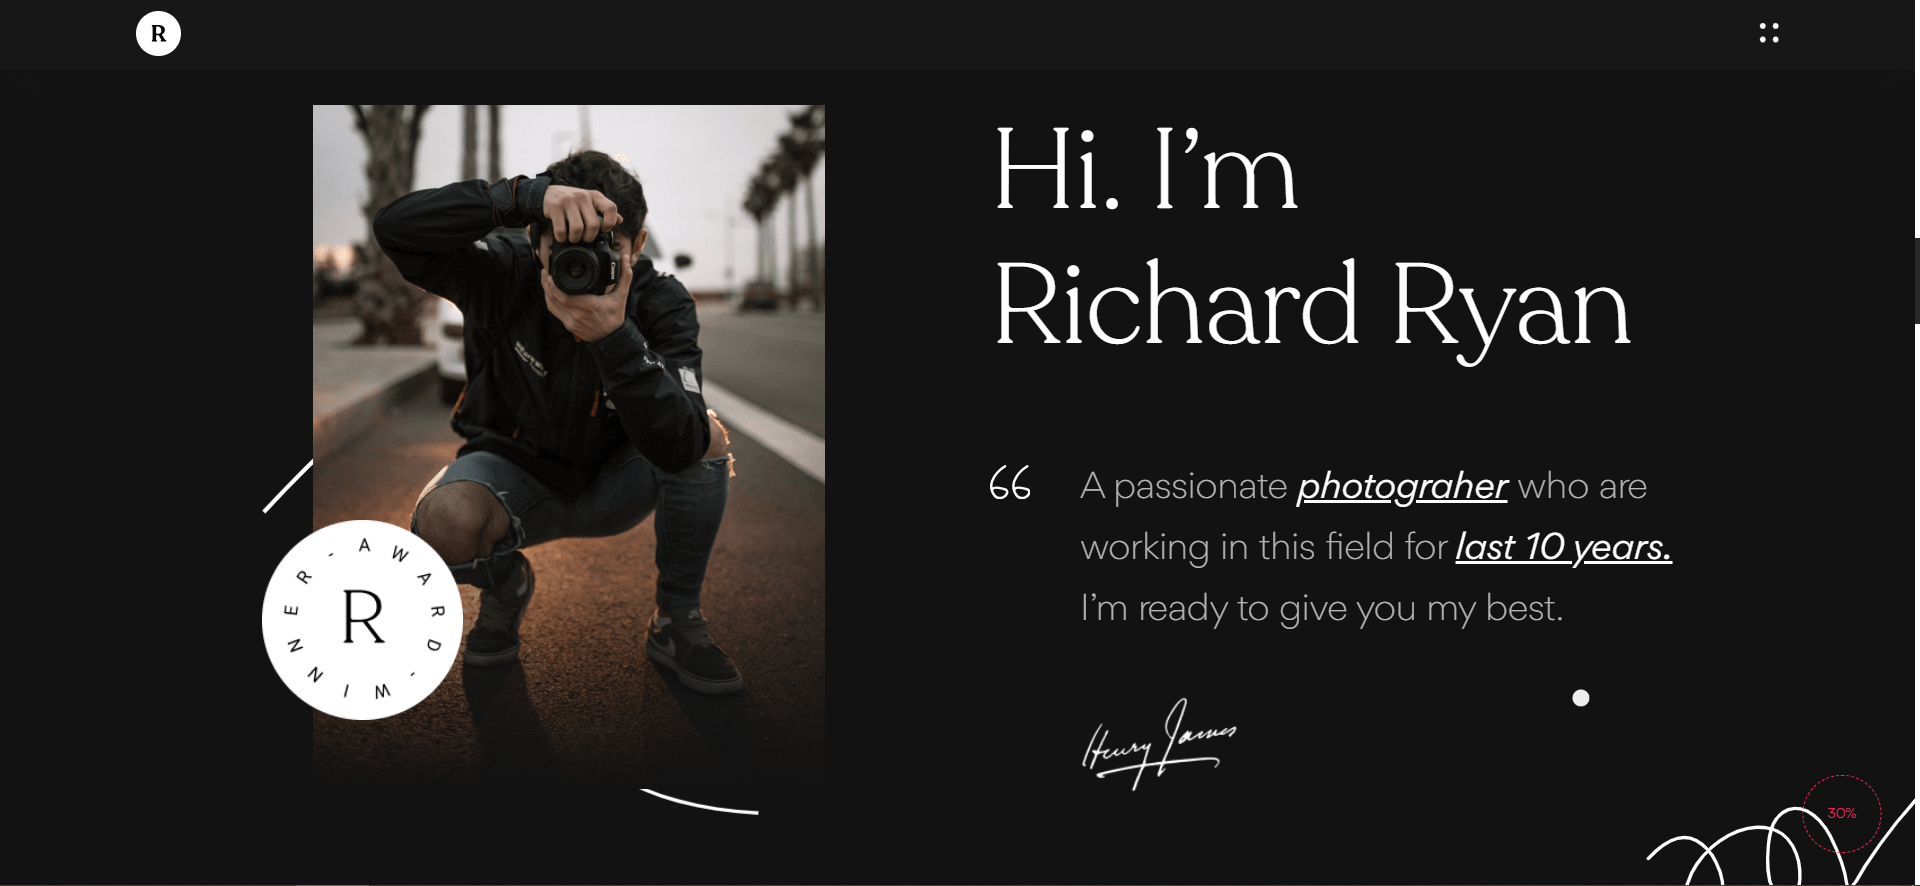 R
Hi. I’m
Richard Ryan
“ A passionate photograher who are
working in this field for last 10 years.
I’m ready to give you my best.
Henry James
R
- AWARD - WINNER
Canon
30%